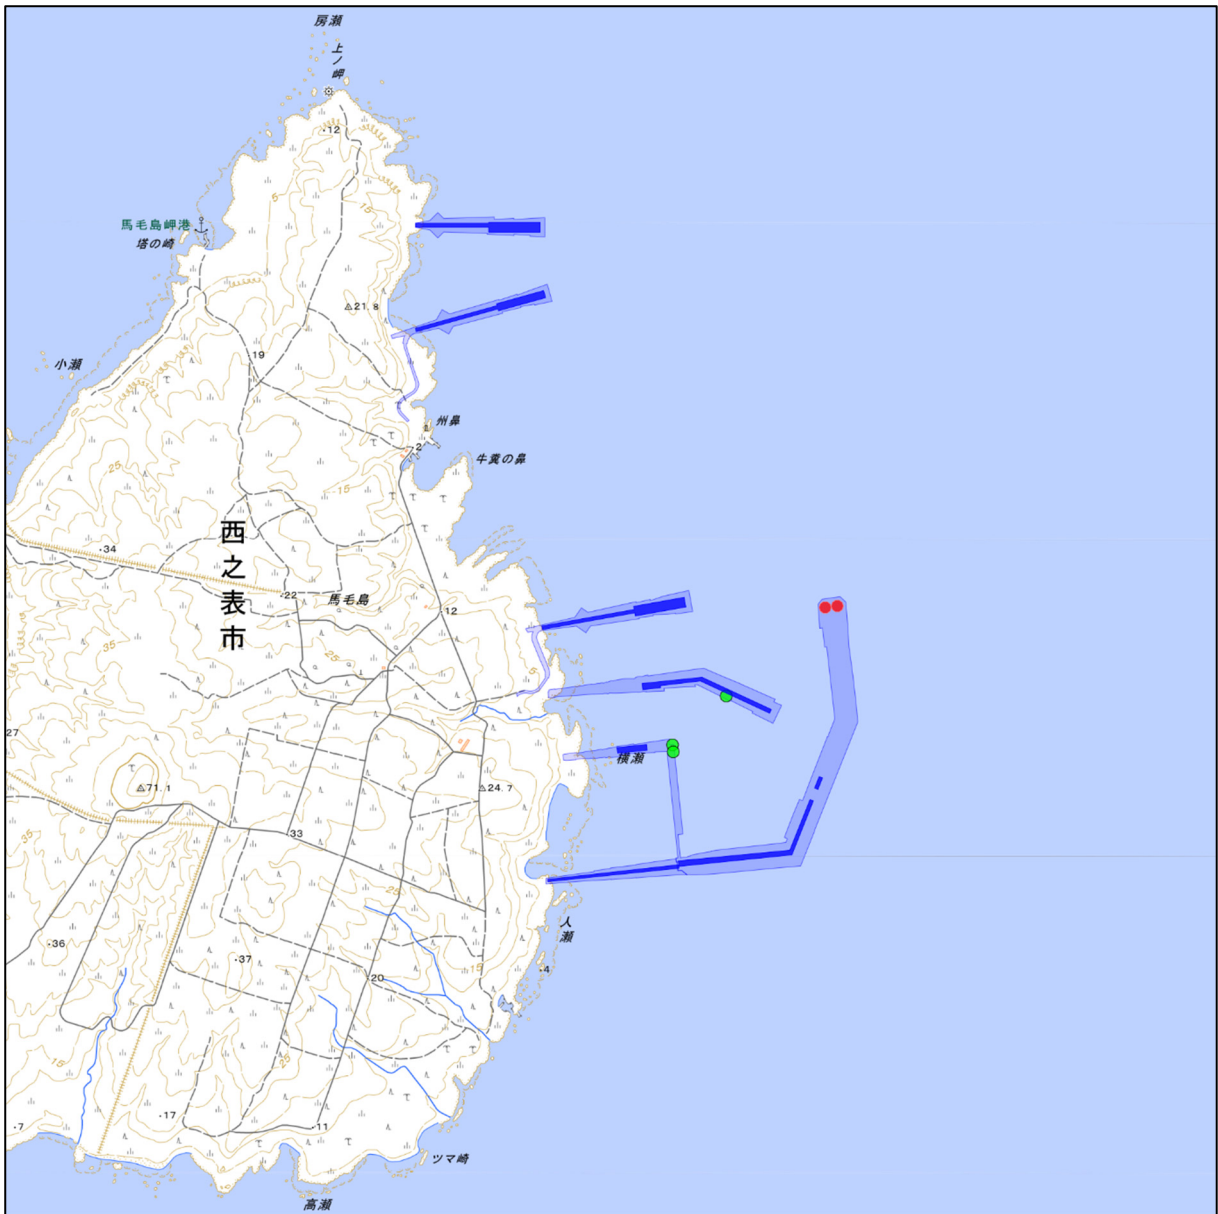 房瀬
上ノ岬
・12
5
15
馬毛島岬港
塔の崎
△21.8
19
小瀬
州鼻
2
牛糞の鼻
25
15
西之表市
・34
22
馬毛島
・12
35
25
5
27
横瀬
△71.1
△24.7
33
35
25
人瀬
・36
・37
15
・4
・20
15
25
・17
・11
・7
ツマ崎
高瀬